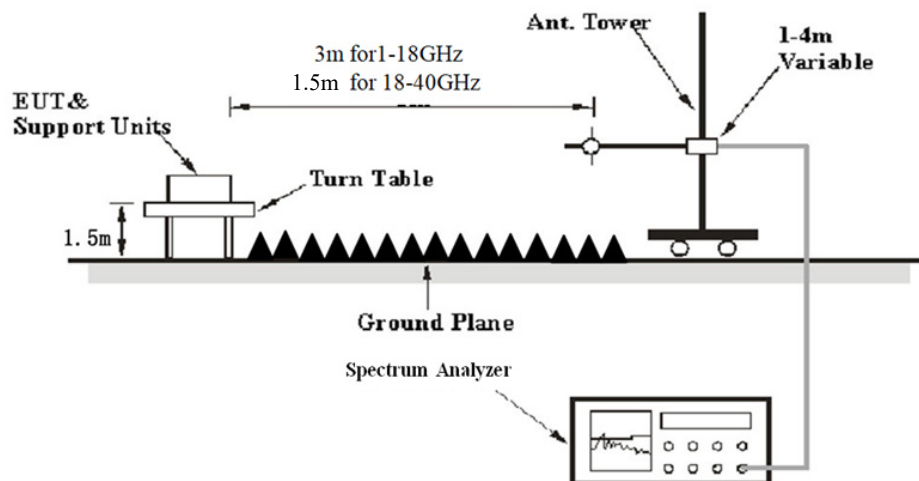 Ant. Tower
1-4m
Variable
3m for1-18GHz
1.5m for 18-40GHz
EUT&
Support Units
Turn Table
1.5m
Ground Plane
Spectrum Analyzer